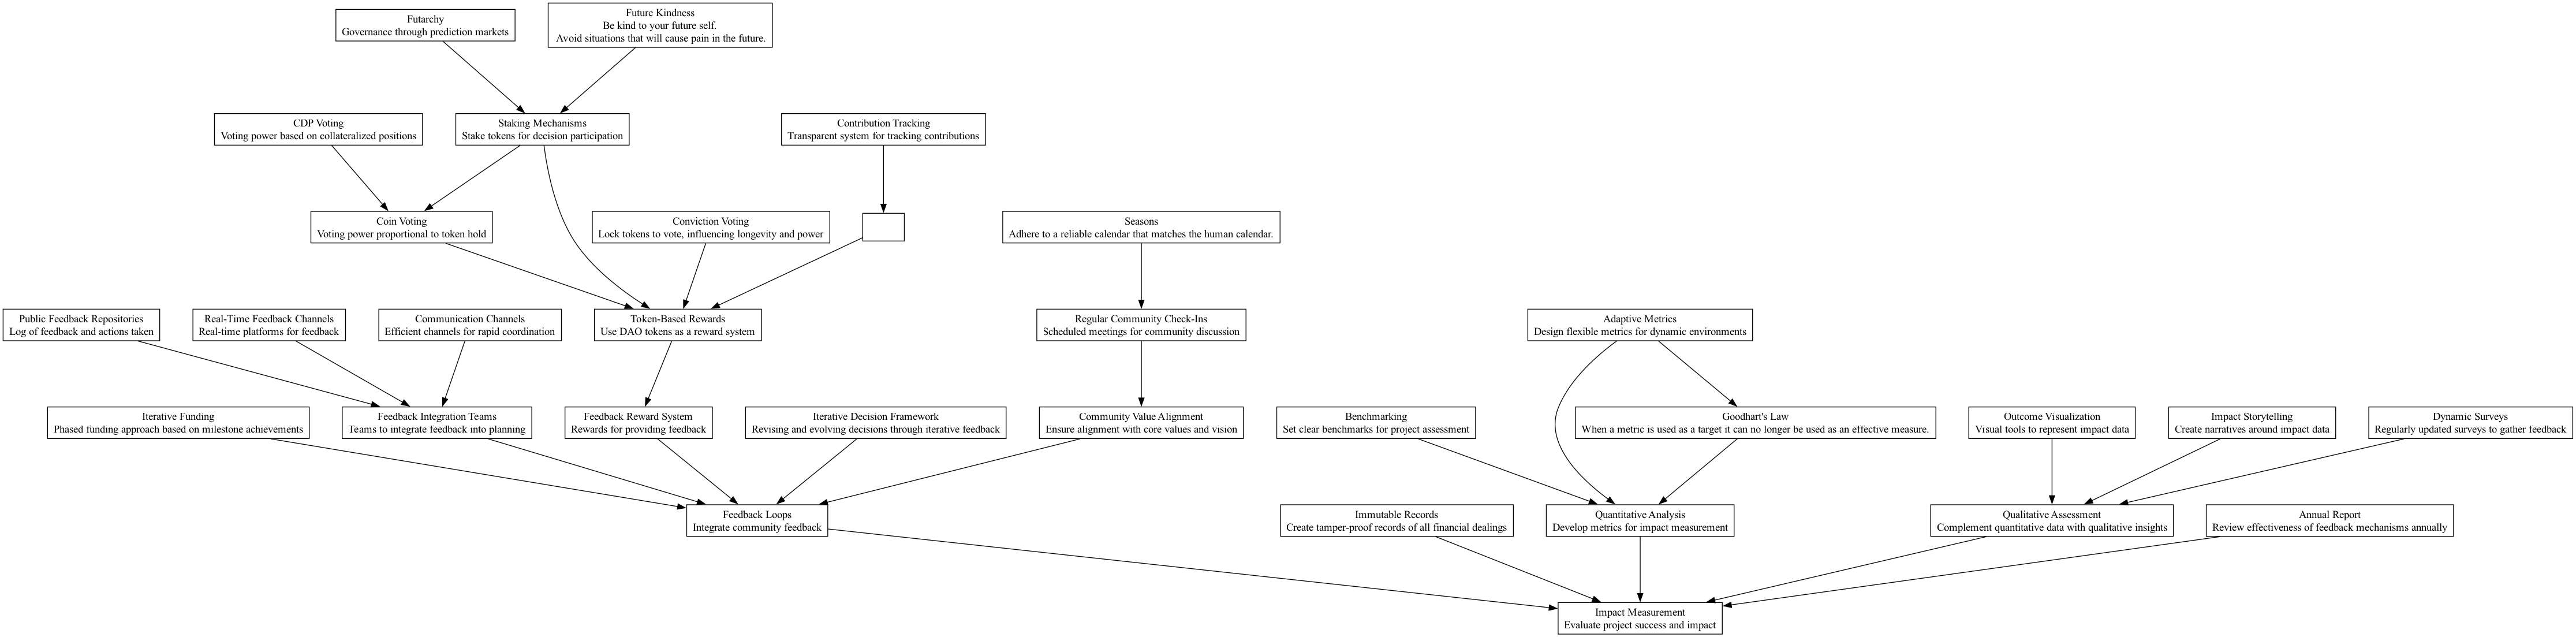 Futarchy
Governance through prediction markets
Future Kindness
Be kind to your future self.
Avoid situations that will cause pain in the future.
CDP Voting
Voting power based on collateralized positions
Staking Mechanisms
Stake tokens for decision participation
Contribution Tracking
Transparent system for tracking contributions
Coin Voting
Voting power proportional to token hold
Conviction Voting
Lock tokens to vote, influencing longevity and power
Seasons
Adhere to a reliable calendar that matches the human calendar.
Public Feedback Repositories
Log of feedback and actions taken
Real-Time Feedback Channels
Real-time platforms for feedback
Communication Channels
Efficient channels for rapid coordination
Token-Based Rewards
Use DAO tokens as a reward system
Regular Community Check-Ins
Scheduled meetings for community discussion
Adaptive Metrics
Design flexible metrics for dynamic environments
Iterative Funding
Phased funding approach based on milestone achievements
Feedback Integration Teams
Teams to integrate feedback into planning
Feedback Reward System
Rewards for providing feedback
Iterative Decision Framework
Revising and evolving decisions through iterative feedback
Community Value Alignment
Ensure alignment with core values and vision
Benchmarking
Set clear benchmarks for project assessment
Goodhart's Law
When a metric is used as a target it can no longer be used as an effective measure.
Outcome Visualization
Visual tools to represent impact data
Impact Storytelling
Create narratives around impact data
Dynamic Surveys
Regularly updated surveys to gather feedback
Feedback Loops
Integrate community feedback
Immutable Records
Create tamper-proof records of all financial dealings
Quantitative Analysis
Develop metrics for impact measurement
Qualitative Assessment
Complement quantitative data with qualitative insights
Annual Report
Review effectiveness of feedback mechanisms annually
Impact Measurement
Evaluate project success and impact